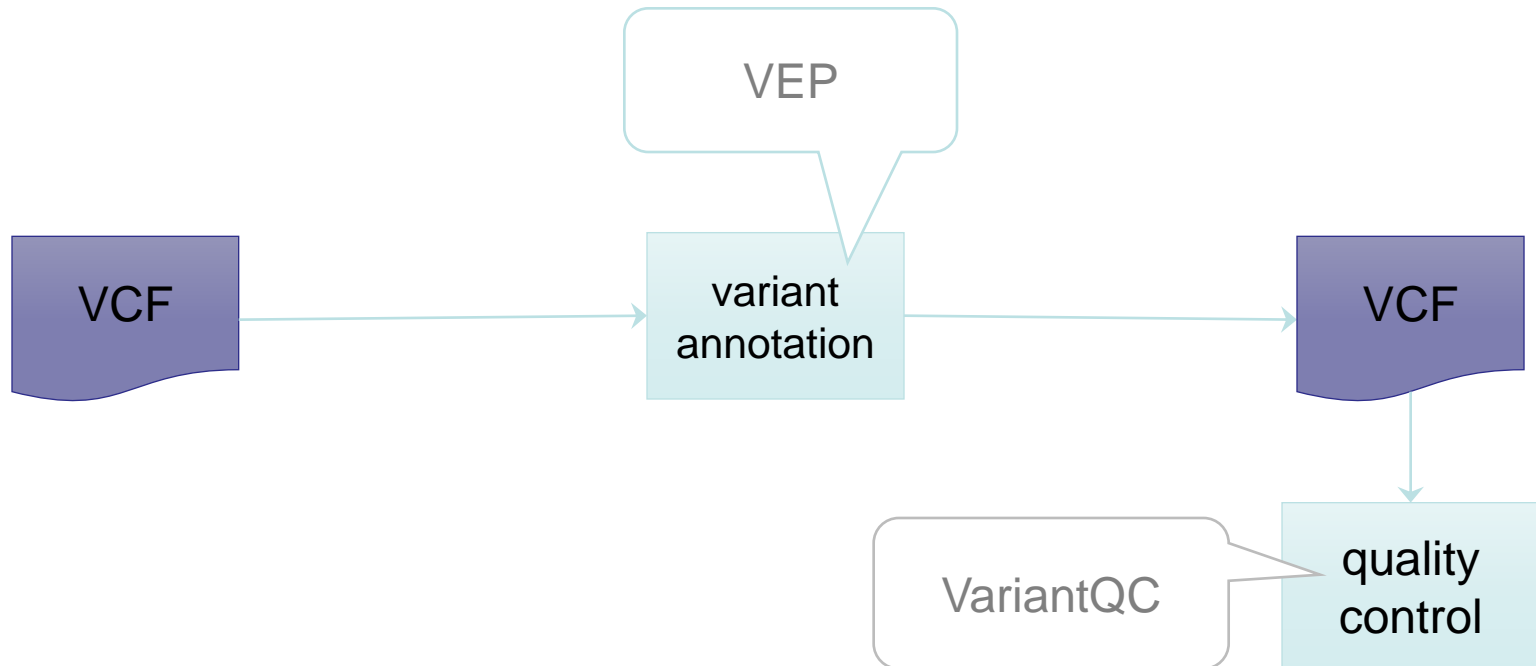 VEP
VCF
variant
annotation
VCF
VariantQC
quality
control